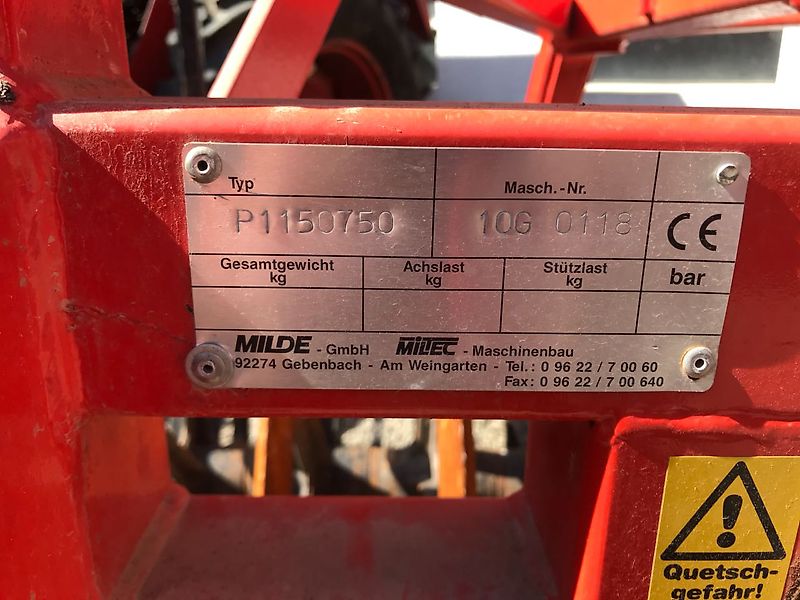 Typ Masch.-Nr.
P1150750 10G 0118 CE
Gesamtgewicht Achslast Stützlast bar
kg kg kg
MILDE - GmbH MILTEC - Maschinenbau
92274 Gebenbach - Am Weingarten - Tel.: 0 96 22 / 7 00 60
Fax: 0 96 22 / 7 00 640
Quetsch-
gefahr!